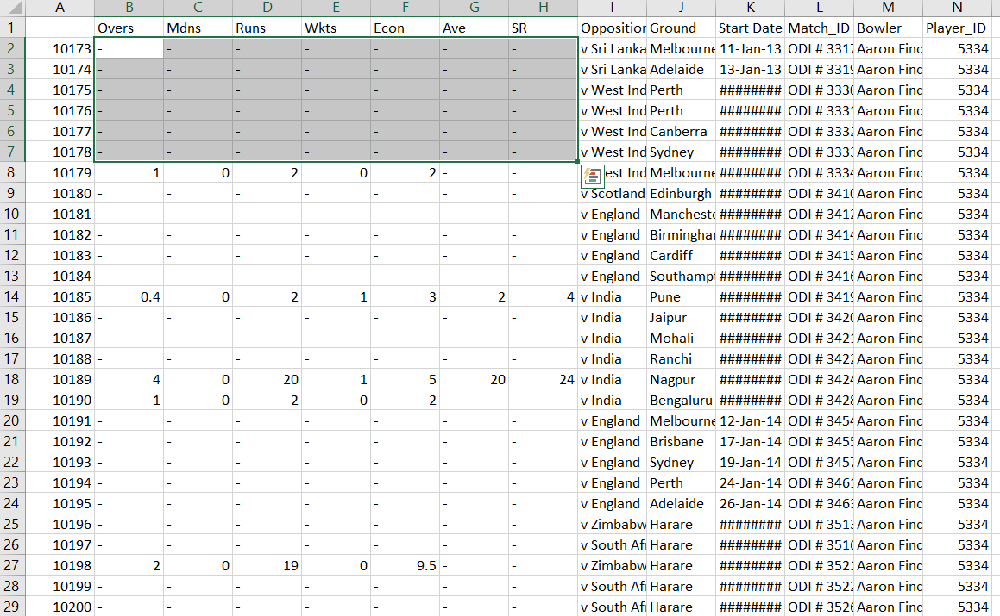 A B C D E F G H I J K L M N
1 Overs Mdns Runs Wkts Econ Ave SR Opposition Ground Start Date Match_ID Bowler Player_ID
2 10173 - - - - - - - v Sri Lanka Melbourne 11-Jan-13 ODI # 3317 Aaron Finc 5334
3 10174 - - - - - - - v Sri Lanka Adelaide 13-Jan-13 ODI # 3319 Aaron Finc 5334
4 10175 - - - - - - - v West Ind Perth ######## ODI # 3330 Aaron Finc 5334
5 10176 - - - - - - - v West Ind Perth ######## ODI # 3331 Aaron Finc 5334
6 10177 - - - - - - - v West Ind Canberra ######## ODI # 3332 Aaron Finc 5334
7 10178 - - - - - - - v West Ind Sydney ######## ODI # 3333 Aaron Finc 5334
8 10179 1 0 2 0 2 - - est Ind Melbourne ######## ODI # 3334 Aaron Finc 5334
9 10180 - - - - - - - v Scotland Edinburgh ######## ODI # 3410 Aaron Finc 5334
10 10181 - - - - - - - v England Mancheste ######## ODI # 3412 Aaron Finc 5334
11 10182 - - - - - - - v England Birmingha ######## ODI # 3414 Aaron Finc 5334
12 10183 - - - - - - - v England Cardiff ######## ODI # 3415 Aaron Finc 5334
13 10184 - - - - - - - v England Southampt ######## ODI # 3416 Aaron Finc 5334
14 10185 0.4 0 2 1 3 2 4 v India Pune ######## ODI # 3419 Aaron Finc 5334
15 10186 - - - - - - - v India Jaipur ######## ODI # 3420 Aaron Finc 5334
16 10187 - - - - - - - v India Mohali ######## ODI # 3421 Aaron Finc 5334
17 10188 - - - - - - - v India Ranchi ######## ODI # 3422 Aaron Finc 5334
18 10189 4 0 20 1 5 20 24 v India Nagpur ######## ODI # 3424 Aaron Finc 5334
19 10190 1 0 2 0 2 - - v India Bengaluru ######## ODI # 3428 Aaron Finc 5334
20 10191 - - - - - - - v England Melbourne 12-Jan-14 ODI # 3454 Aaron Finc 5334
21 10192 - - - - - - - v England Brisbane 17-Jan-14 ODI # 3455 Aaron Finc 5334
22 10193 - - - - - - - v England Sydney 19-Jan-14 ODI # 3457 Aaron Finc 5334
23 10194 - - - - - - - v England Perth 24-Jan-14 ODI # 3461 Aaron Finc 5334
24 10195 - - - - - - - v England Adelaide 26-Jan-14 ODI # 3463 Aaron Finc 5334
25 10196 - - - - - - - v Zimbabw Harare ######## ODI # 3513 Aaron Finc 5334
26 10197 - - - - - - - v South Afr Harare ######## ODI # 3516 Aaron Finc 5334
27 10198 2 0 19 0 9.5 - - v Zimbabw Harare ######## ODI # 3521 Aaron Finc 5334
28 10199 - - - - - - - v South Afr Harare ######## ODI # 3522 Aaron Finc 5334
29 10200 - - - - - - - v South Afr Harare ######## ODI # 3526 Aaron Finc 5334